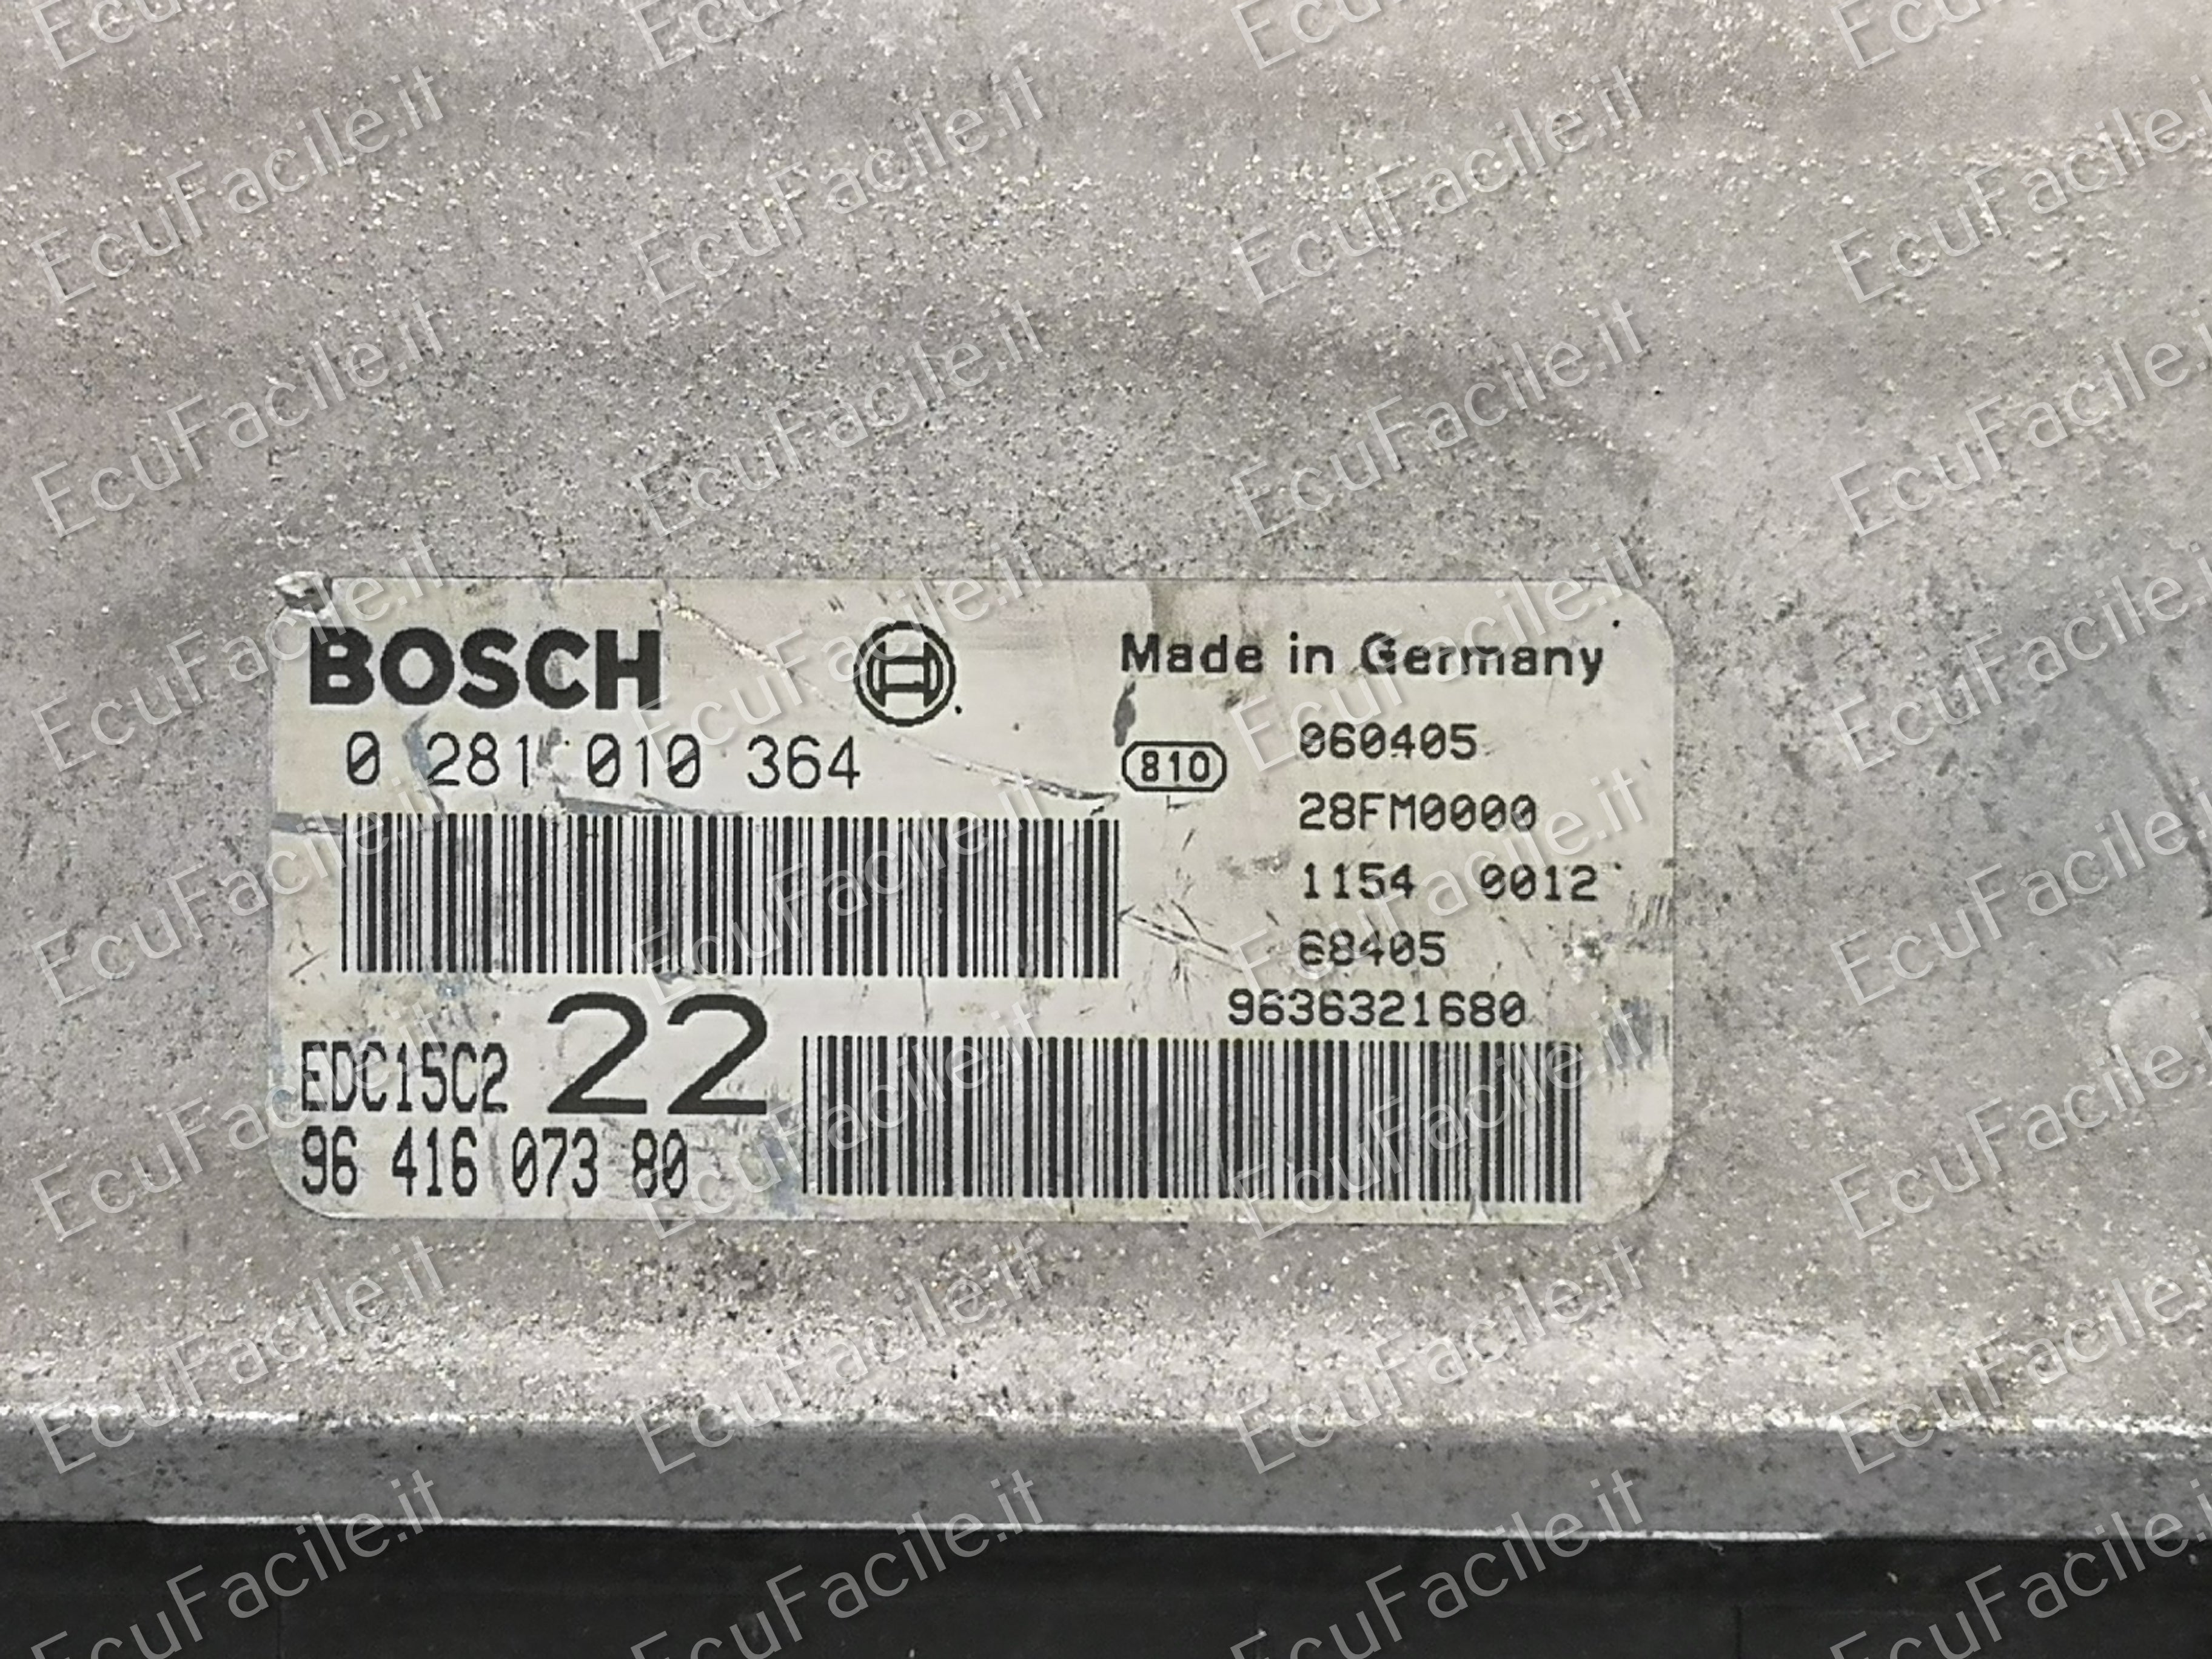 BOSCH
Made in Germany
0 281 010 364
810
060405
28FM0000
1154 0012
68405
9636321680
EDC15C2 22
96 416 073 80
EcuFacile.it